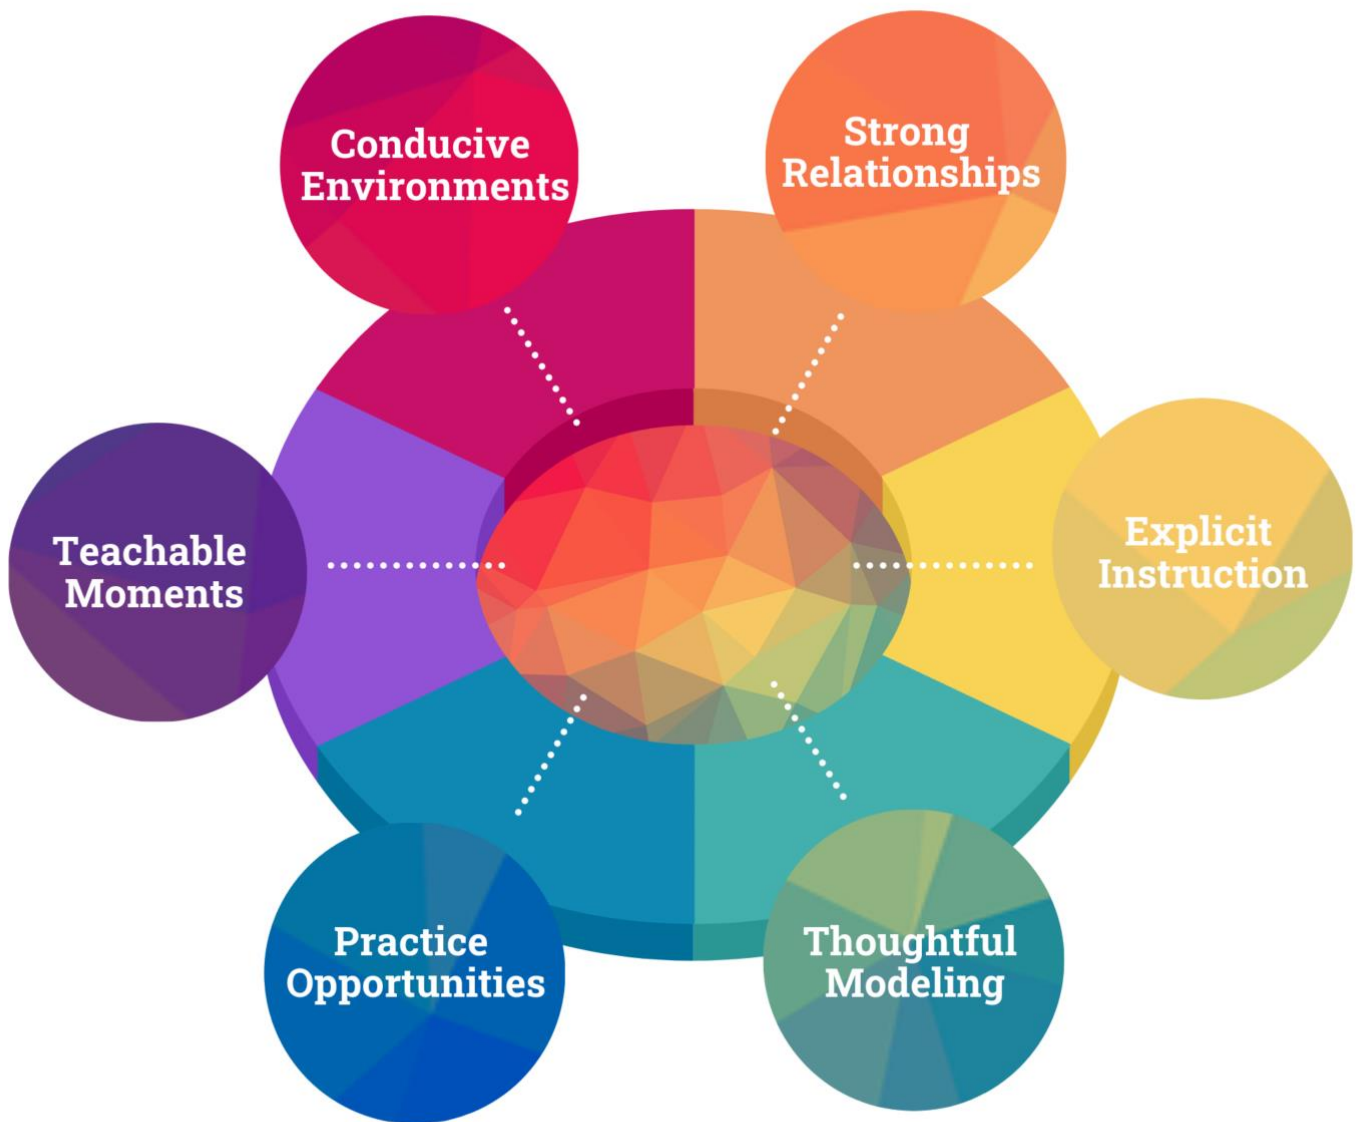 Conducive
Environments
Strong
Relationships
Teachable
Moments
Explicit
Instruction
Practice
Opportunities
Thoughtful
Modeling